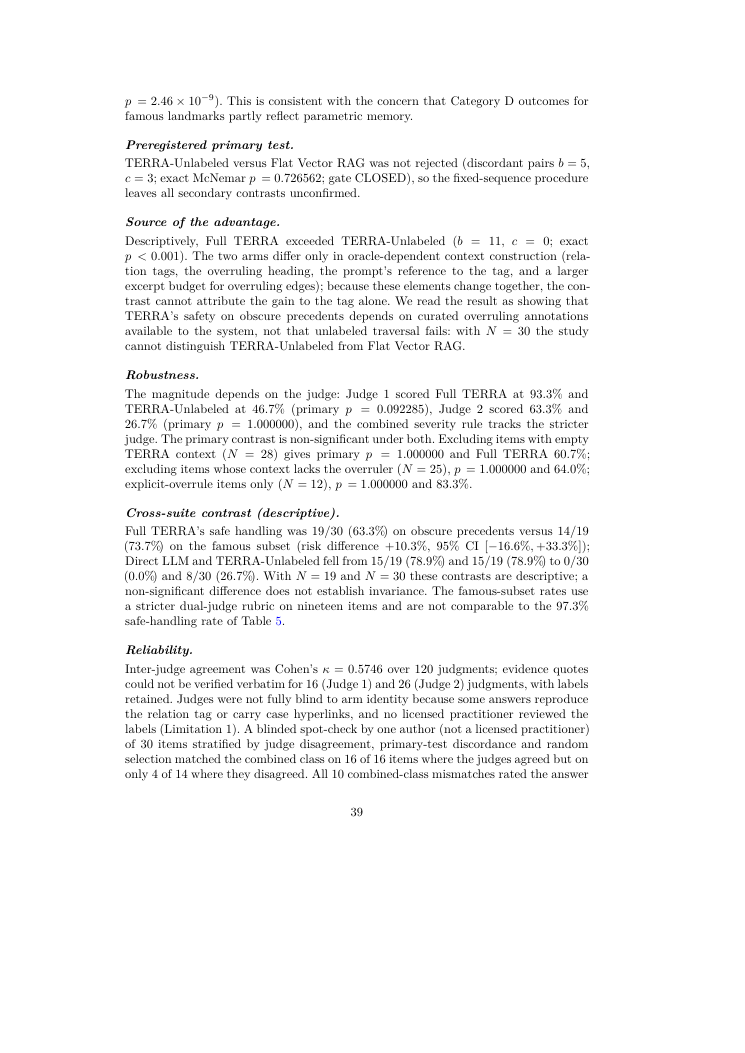 p = 2.46 × 10⁻⁹). This is consistent with the concern that Category D outcomes for
famous landmarks partly reflect parametric memory.
Preregistered primary test.
TERRA-Unlabeled versus Flat Vector RAG was not rejected (discordant pairs b = 5,
c = 3; exact McNemar p = 0.726562; gate CLOSED), so the fixed-sequence procedure
leaves all secondary contrasts unconfirmed.
Source of the advantage.
Descriptively, Full TERRA exceeded TERRA-Unlabeled (b = 11, c = 0; exact
p < 0.001). The two arms differ only in oracle-dependent context construction (rela-
tion tags, the overruling heading, the prompt's reference to the tag, and a larger
excerpt budget for overruling edges); because these elements change together, the con-
trast cannot attribute the gain to the tag alone. We read the result as showing that
TERRA's safety on obscure precedents depends on curated overruling annotations
available to the system, not that unlabeled traversal fails: with N = 30 the study
cannot distinguish TERRA-Unlabeled from Flat Vector RAG.
Robustness.
The magnitude depends on the judge: Judge 1 scored Full TERRA at 93.3% and
TERRA-Unlabeled at 46.7% (primary p = 0.092285), Judge 2 scored 63.3% and
26.7% (primary p = 1.000000), and the combined severity rule tracks the stricter
judge. The primary contrast is non-significant under both. Excluding items with empty
TERRA context (N = 28) gives primary p = 1.000000 and Full TERRA 60.7%;
excluding items whose context lacks the overruler (N = 25), p = 1.000000 and 64.0%;
explicit-overrule items only (N = 12), p = 1.000000 and 83.3%.
Cross-suite contrast (descriptive).
Full TERRA's safe handling was 19/30 (63.3%) on obscure precedents versus 14/19
(73.7%) on the famous subset (risk difference +10.3%, 95% CI [−16.6%, +33.3%]);
Direct LLM and TERRA-Unlabeled fell from 15/19 (78.9%) and 15/19 (78.9%) to 0/30
(0.0%) and 8/30 (26.7%). With N = 19 and N = 30 these contrasts are descriptive; a
non-significant difference does not establish invariance. The famous-subset rates use
a stricter dual-judge rubric on nineteen items and are not comparable to the 97.3%
safe-handling rate of Table 5.
Reliability.
Inter-judge agreement was Cohen's κ = 0.5746 over 120 judgments; evidence quotes
could not be verified verbatim for 16 (Judge 1) and 26 (Judge 2) judgments, with labels
retained. Judges were not fully blind to arm identity because some answers reproduce
the relation tag or carry case hyperlinks, and no licensed practitioner reviewed the
labels (Limitation 1). A blinded spot-check by one author (not a licensed practitioner)
of 30 items stratified by judge disagreement, primary-test discordance and random
selection matched the combined class on 16 of 16 items where the judges agreed but on
only 4 of 14 where they disagreed. All 10 combined-class mismatches rated the answer
39